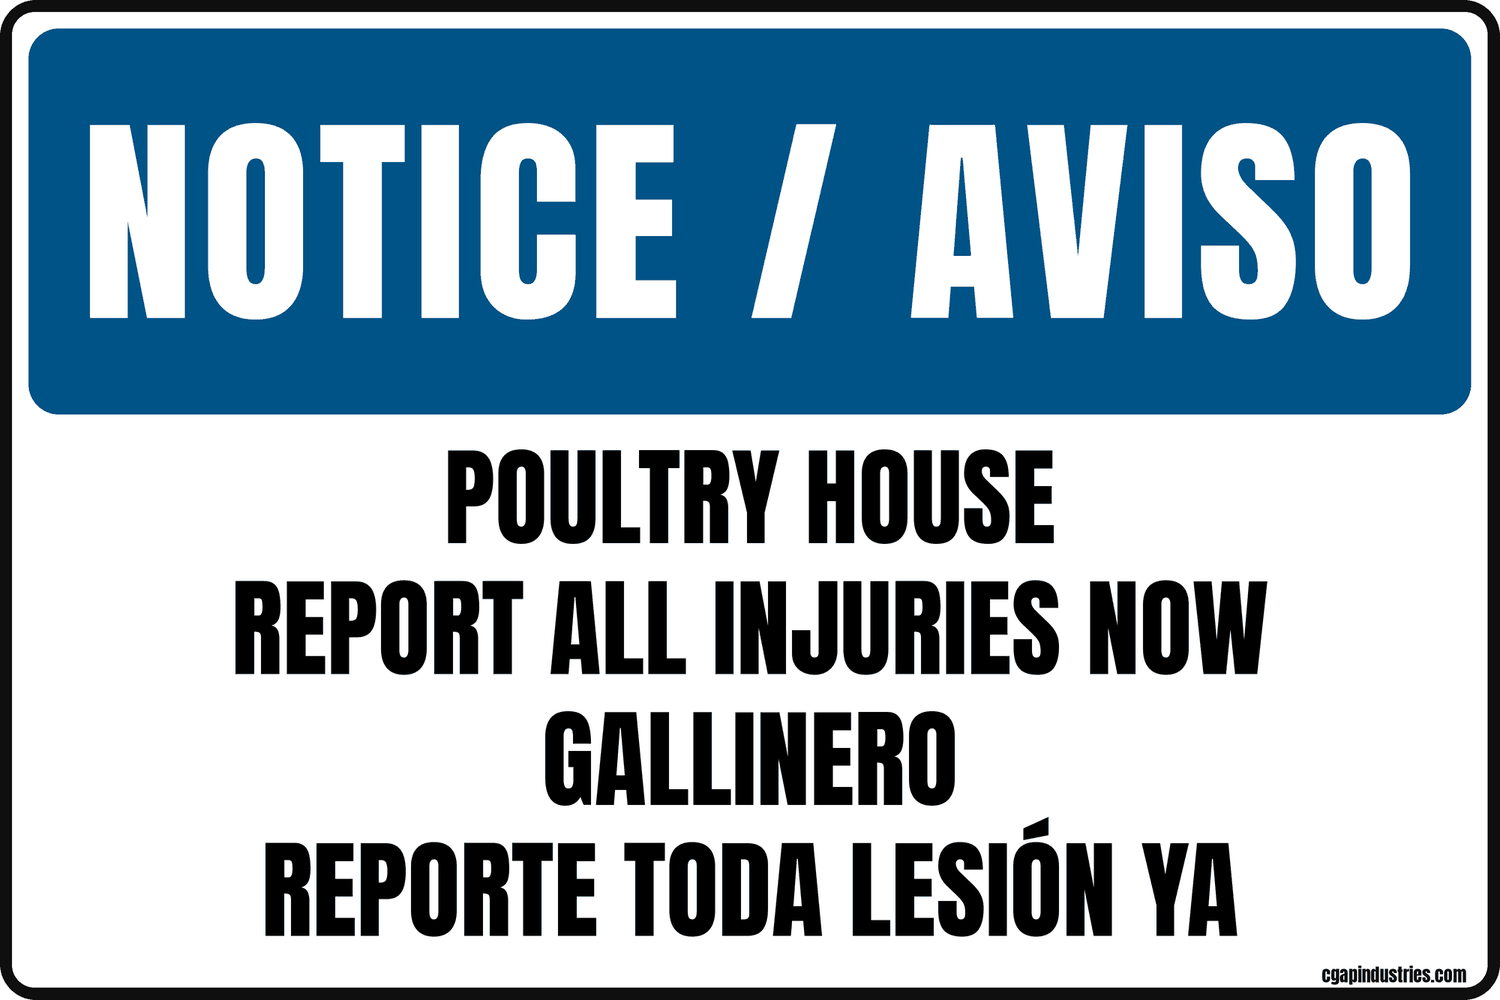 NOTICE / AVISO
POULTRY HOUSE
REPORT ALL INJURIES NOW
GALLINERO
REPORTE TODA LESIÓN YA
cgapindustries.com